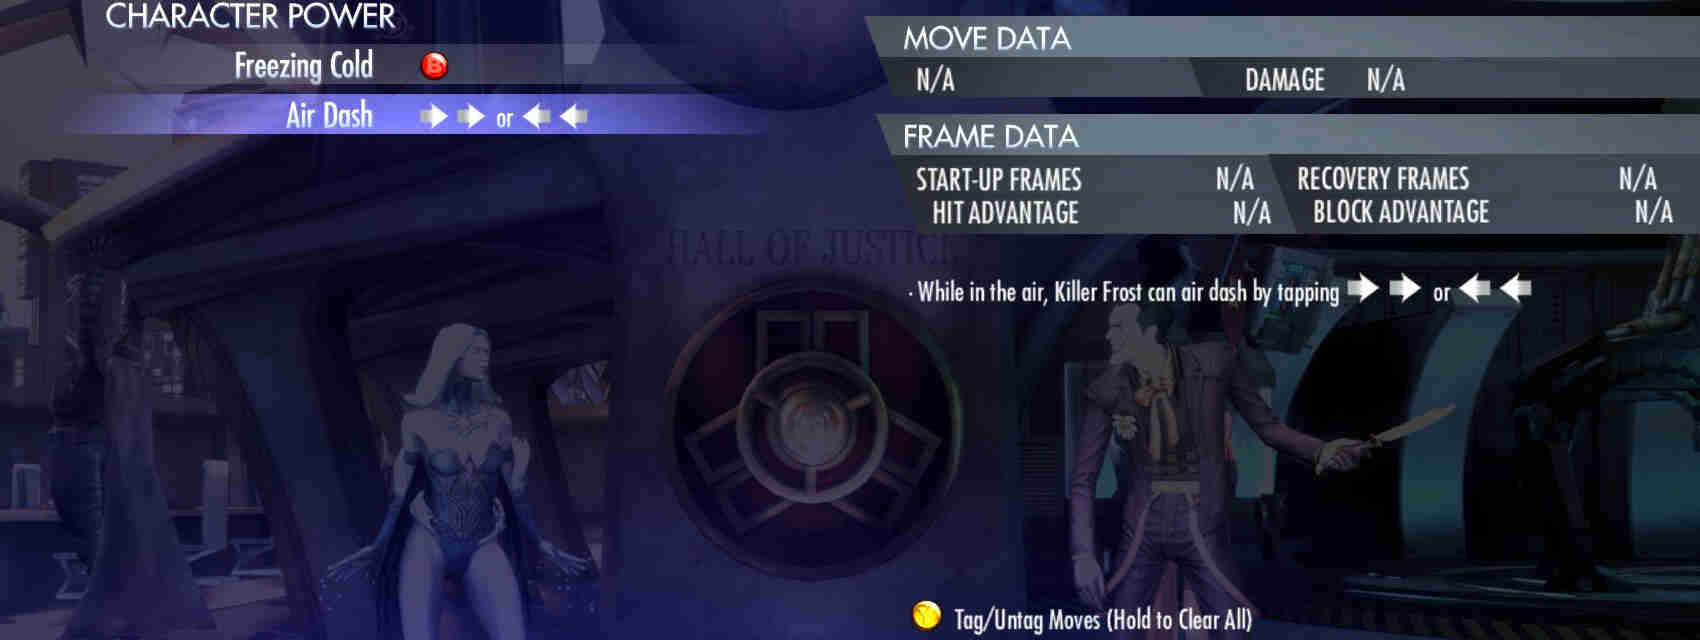 CHARACTER POWER
Freezing Cold B
Air Dash or
MOVE DATA
N/A DAMAGE N/A
FRAME DATA
START-UP FRAMES N/A RECOVERY FRAMES N/A
HIT ADVANTAGE N/A BLOCK ADVANTAGE N/A
HALL OF JUSTICE
· While in the air, Killer Frost can air dash by tapping or
Y Tag/Untag Moves (Hold to Clear All)